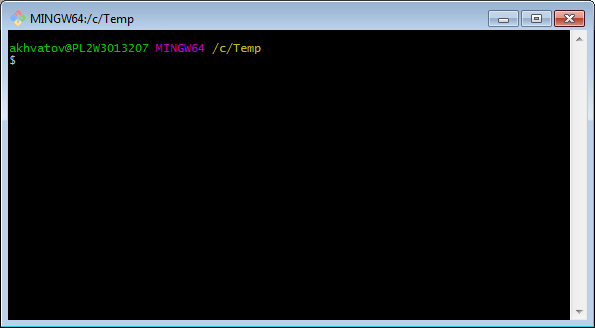 MINGW64:/c/Temp
akhvatov@PL2W3013207 MINGW64 /c/Temp
$